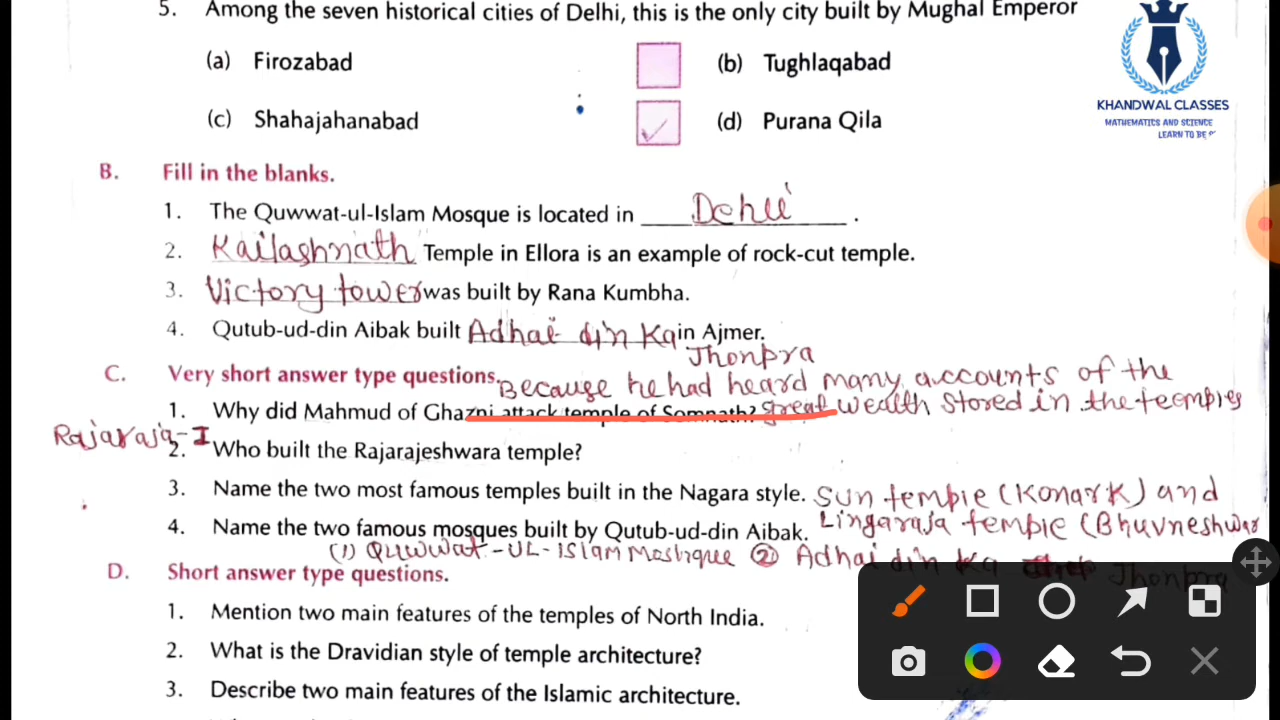 5. Among the seven historical cities of Delhi, this is the only city built by Mughal Emperor
(a) Firozabad (b) Tughlaqabad
(c) Shahajahanabad (d) Purana Qila
KHANDWAL CLASSES
MATHEMATICS AND SCIENCE
LEARN TO BE
B. Fill in the blanks.
1. The Quwwat-ul-Islam Mosque is located in Dehli.
2. Kailashnath Temple in Ellora is an example of rock-cut temple.
3. Victory tower was built by Rana Kumbha.
4. Qutub-ud-din Aibak built Adhai din Ka in Ajmer.
Jhonpra
C. Very short answer type questions. Because he had heard many accounts of the
1. Why did Mahmud of Ghazni attack temple of Somnath? great wealth stored in the temples
Rajaraja-I
2. Who built the Rajarajeshwara temple?
3. Name the two most famous temples built in the Nagara style. Sun temple (Konark) and
Lingaraja temple (Bhuvneshwar
4. Name the two famous mosques built by Qutub-ud-din Aibak.
(1) Quwwat-UL-Islam Moshque (2) Adhai din Ka Jhonpra
D. Short answer type questions.
1. Mention two main features of the temples of North India.
2. What is the Dravidian style of temple architecture?
3. Describe two main features of the Islamic architecture.